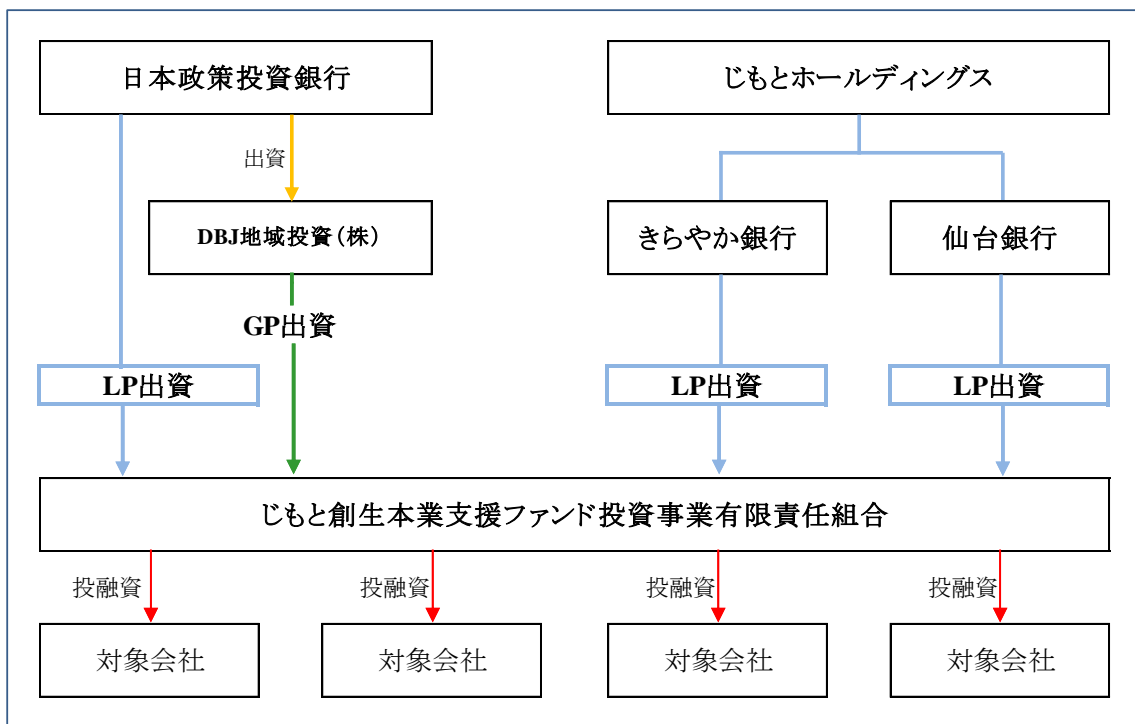 日本政策投資銀行
じもとホールディングス
出資
DBJ地域投資(株)
きらやか銀行
仙台銀行
GP出資
LP出資
LP出資
LP出資
じもと創生本業支援ファンド投資事業有限責任組合
投融資
投融資
投融資
投融資
対象会社
対象会社
対象会社
対象会社